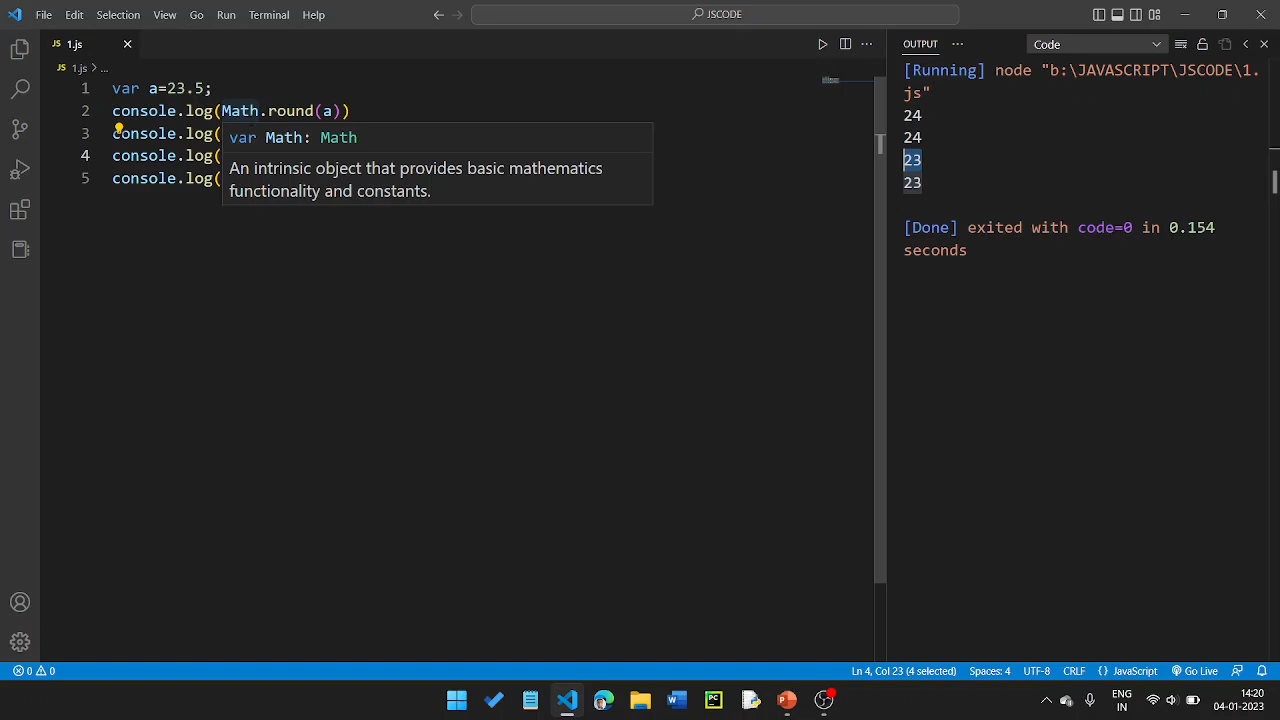 File Edit Selection View Go Run Terminal Help
JSCODE
JS 1.js
JS 1.js > ...
1 var a=23.5;
2 console.log(Math.round(a))
3 console.log(
4 console.log(
5 console.log(
var Math: Math
An intrinsic object that provides basic mathematics
functionality and constants.
OUTPUT
Code
[Running] node "b:\JAVASCRIPT\JSCODE\1.
js"
24
24
23
23
[Done] exited with code=0 in 0.154
seconds
0 0
Ln 4, Col 23 (4 selected) Spaces: 4 UTF-8 CRLF {} JavaScript Go Live
PC
ENG
IN
14:20
04-01-2023